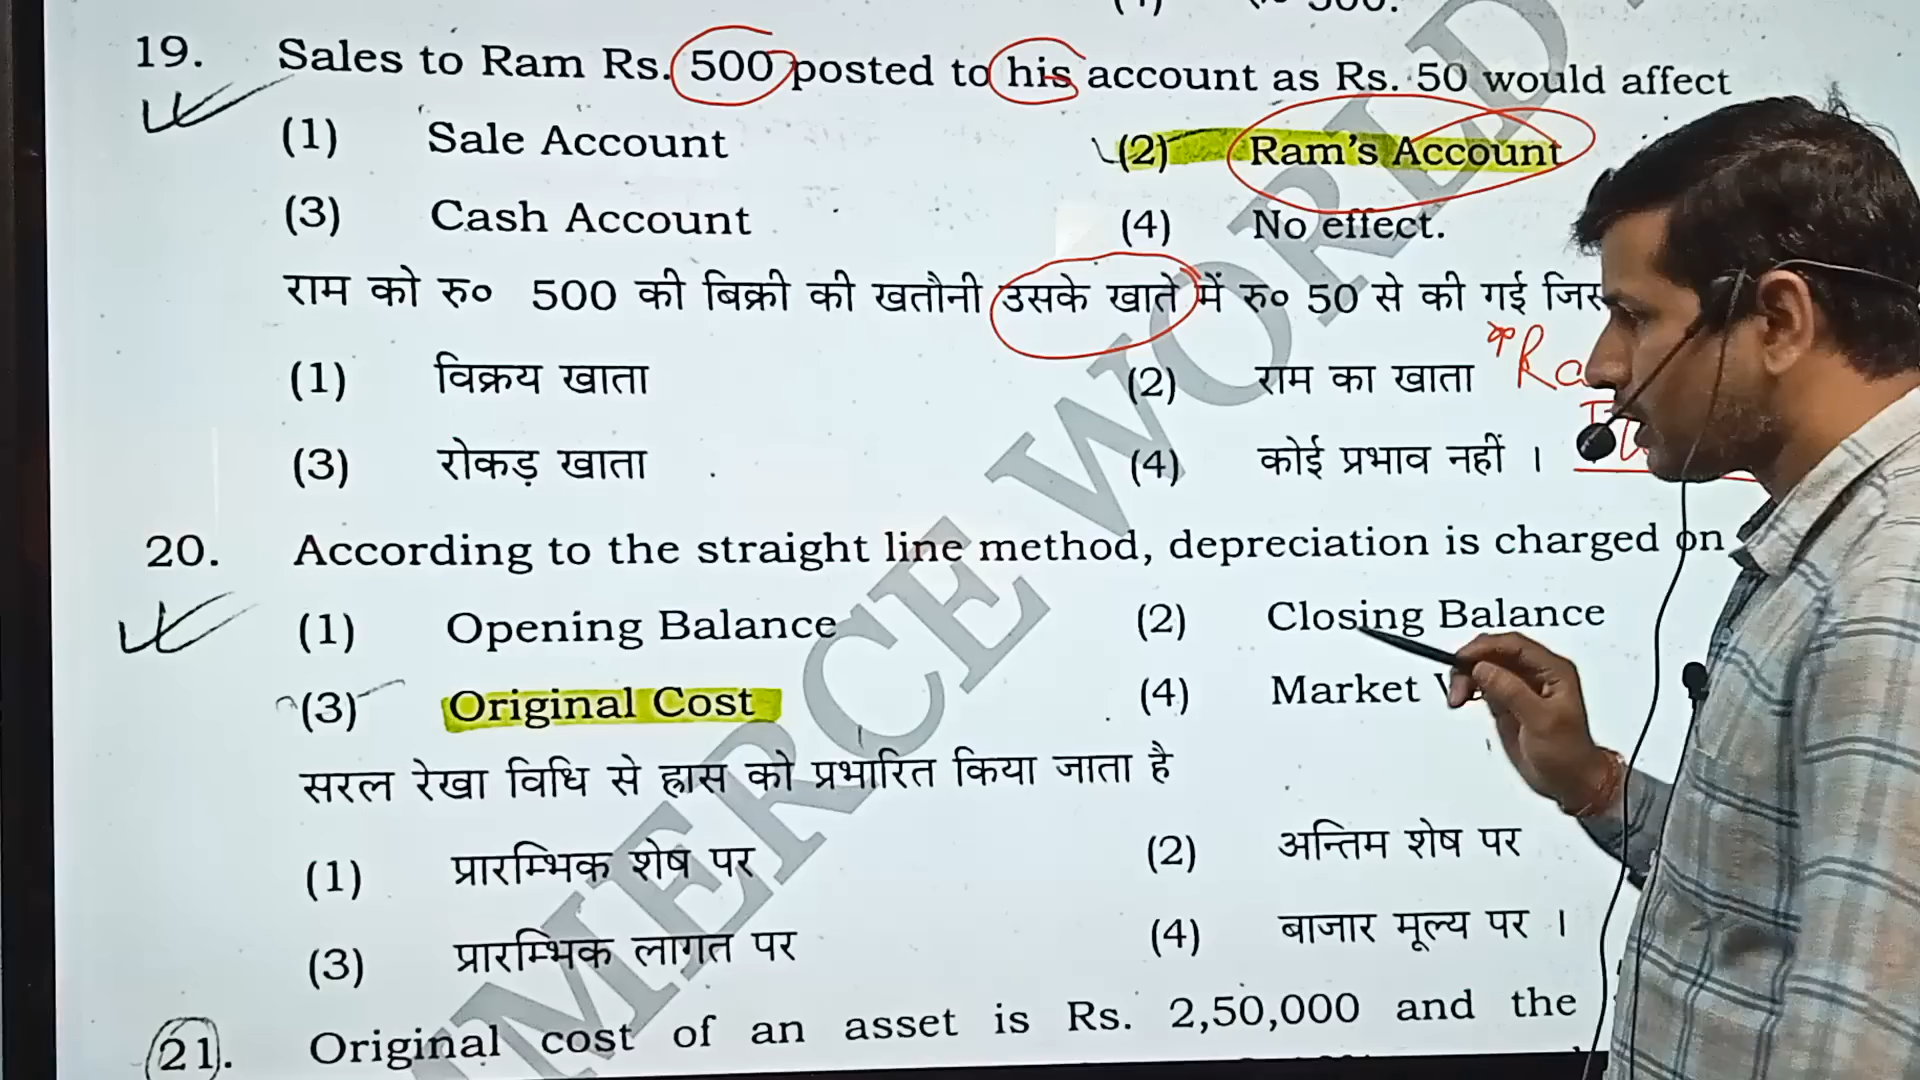 19. Sales to Ram Rs. 500 posted to his account as Rs. 50 would affect
(1) Sale Account (2) Ram's Account
(3) Cash Account (4) No effect.
राम को रु० 500 की बिक्री की खतौनी उसके खाते में रु० 50 से की गई
(1) विक्रय खाता (2) राम का खाता
(3) रोकड़ खाता (4) कोई प्रभाव नहीं ।
20. According to the straight line method, depreciation is charged on
(1) Opening Balance (2) Closing Balance
(3) Original Cost (4) Market
सरल रेखा विधि से ह्रास को प्रभारित किया जाता है
(1) प्रारम्भिक शेष पर (2) अन्तिम शेष पर
(3) प्रारम्भिक लागत पर (4) बाजार मूल्य पर ।
21. Original cost of an asset is Rs. 2,50,000 and the
WORLD